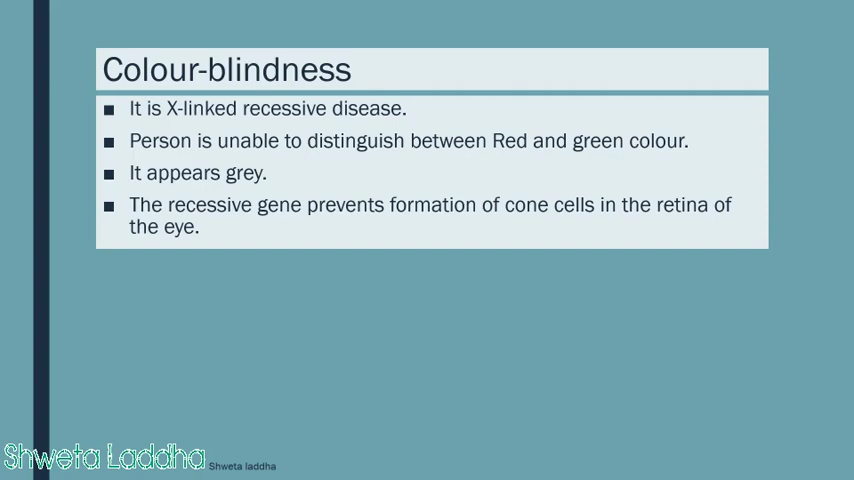 Colour-blindness
■ It is X-linked recessive disease.
■ Person is unable to distinguish between Red and green colour.
■ It appears grey.
■ The recessive gene prevents formation of cone cells in the retina of
the eye.
Shweta Laddha
Shweta laddha